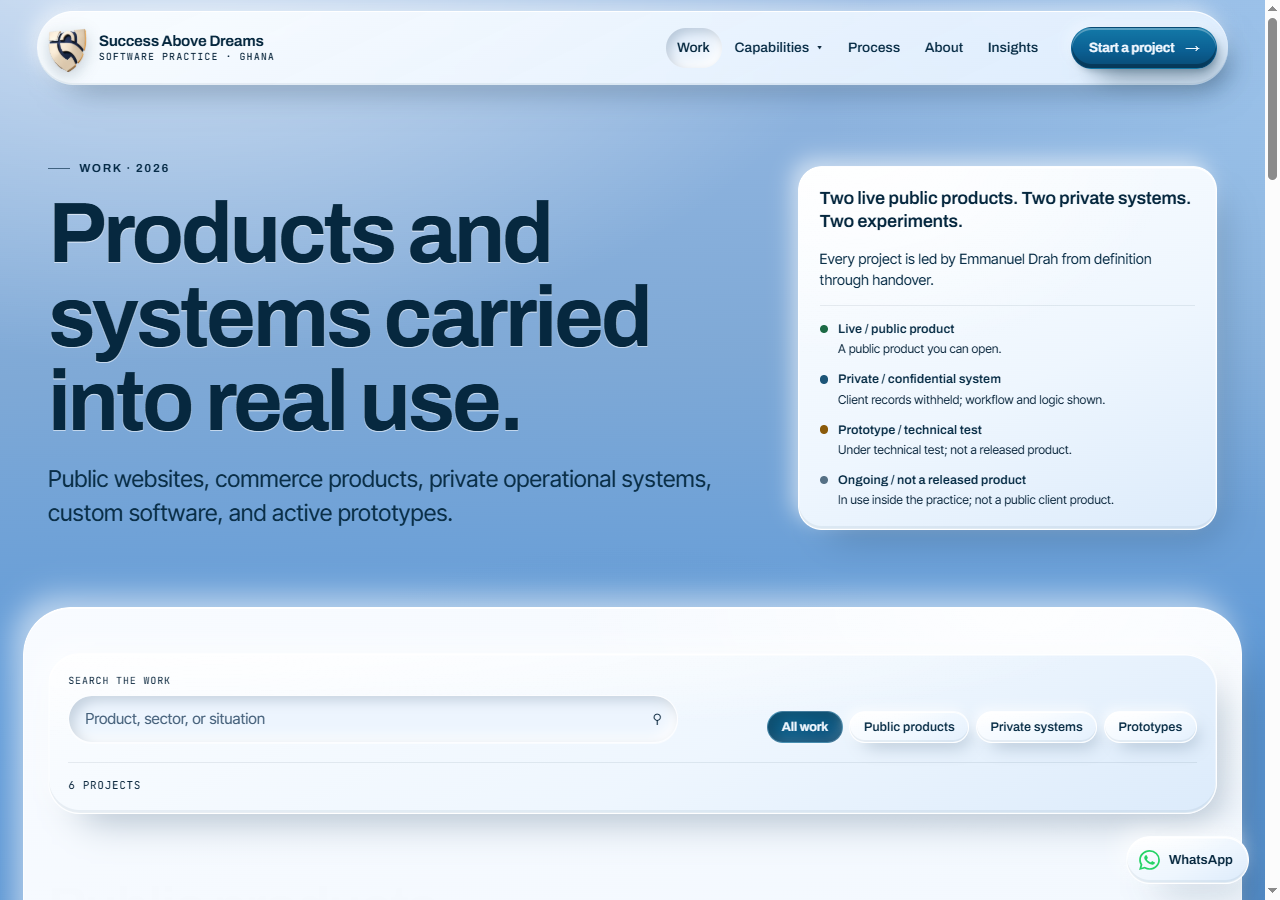 Success Above Dreams
SOFTWARE PRACTICE · GHANA
Work
Capabilities
Process
About
Insights
Start a project →
WORK · 2026
Products and
systems carried
into real use.
Public websites, commerce products, private operational systems,
custom software, and active prototypes.
Two live public products. Two private systems.
Two experiments.
Every project is led by Emmanuel Drah from definition
through handover.
Live / public product
A public product you can open.
Private / confidential system
Client records withheld; workflow and logic shown.
Prototype / technical test
Under technical test; not a released product.
Ongoing / not a released product
In use inside the practice; not a public client product.
SEARCH THE WORK
Product, sector, or situation
All work
Public products
Private systems
Prototypes
6 PROJECTS
WhatsApp